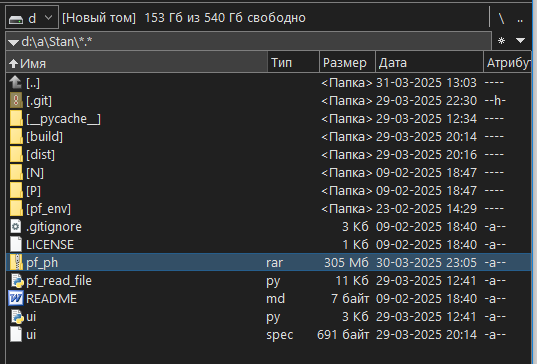 d [Новый том] 153 Гб из 540 Гб свободно \ ..
d:\a\Stan\*.* * 
Имя Тип Размер Дата Атрибут
[..] <Папка> 31-03-2025 13:03 ----
[.git] <Папка> 29-03-2025 22:30 --h-
[__pycache__] <Папка> 29-03-2025 12:34 ----
[build] <Папка> 29-03-2025 20:14 ----
[dist] <Папка> 29-03-2025 20:16 ----
[N] <Папка> 09-02-2025 18:47 ----
[P] <Папка> 09-02-2025 18:47 ----
[pf_env] <Папка> 23-02-2025 14:29 ----
.gitignore 3 Кб 09-02-2025 18:40 -a--
LICENSE 1 Кб 09-02-2025 18:40 -a--
pf_ph rar 305 Мб 30-03-2025 23:05 -a--
pf_read_file py 11 Кб 29-03-2025 12:41 -a--
README md 7 байт 09-02-2025 18:40 -a--
ui py 3 Кб 29-03-2025 12:41 -a--
ui spec 691 байт 29-03-2025 20:14 -a--